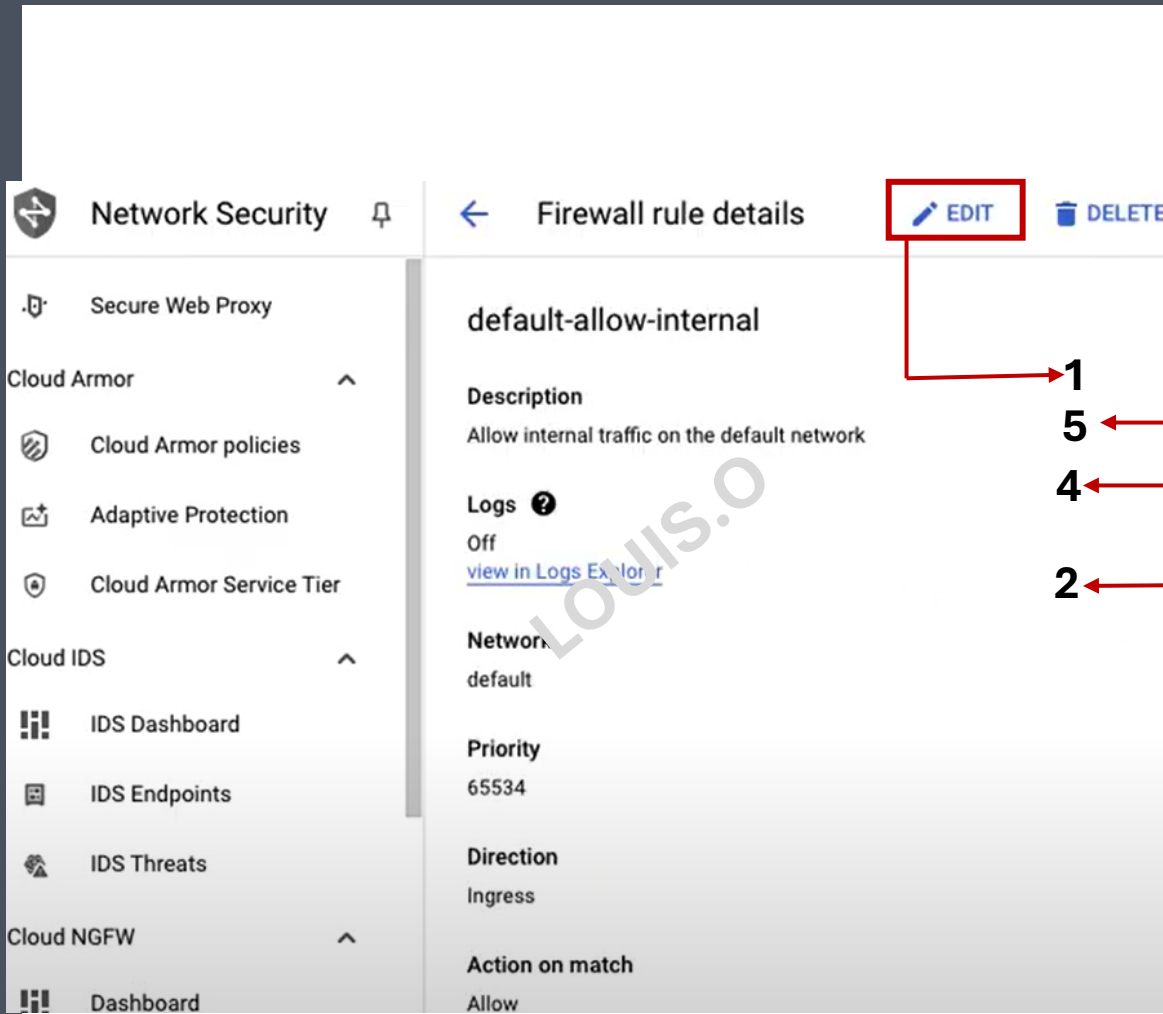 Network Security
Firewall rule details
EDIT
DELETE
Secure Web Proxy
default-allow-internal
Cloud Armor
1
Description
5
Allow internal traffic on the default network
Cloud Armor policies
4
Logs
Adaptive Protection
Off
view in Logs Explorer
LOUIS.O
Cloud Armor Service Tier
2
Network
Cloud IDS
default
IDS Dashboard
Priority
65534
IDS Endpoints
Direction
IDS Threats
Ingress
Cloud NGFW
Action on match
Dashboard
Allow